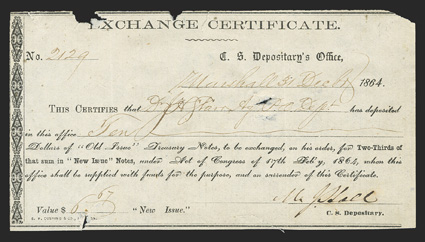 EXCHANGE CERTIFICATE.
No. 2129 C. S. Depositary's Office,
Marshall 31 Dec 1864.
THIS CERTIFIES that has deposited
in this office Ten
Dollars of "Old Issue" Treasury Notes, to be exchanged, on his order, for Two-Thirds of
that sum in "New Issue" Notes, under Act of Congress of 17th Feb'y, 1864, when this
office shall be supplied with funds for the purpose, and on surrender of this Certificate.
Value $ 6. 67 "New Issue."
C. S. Depositary.